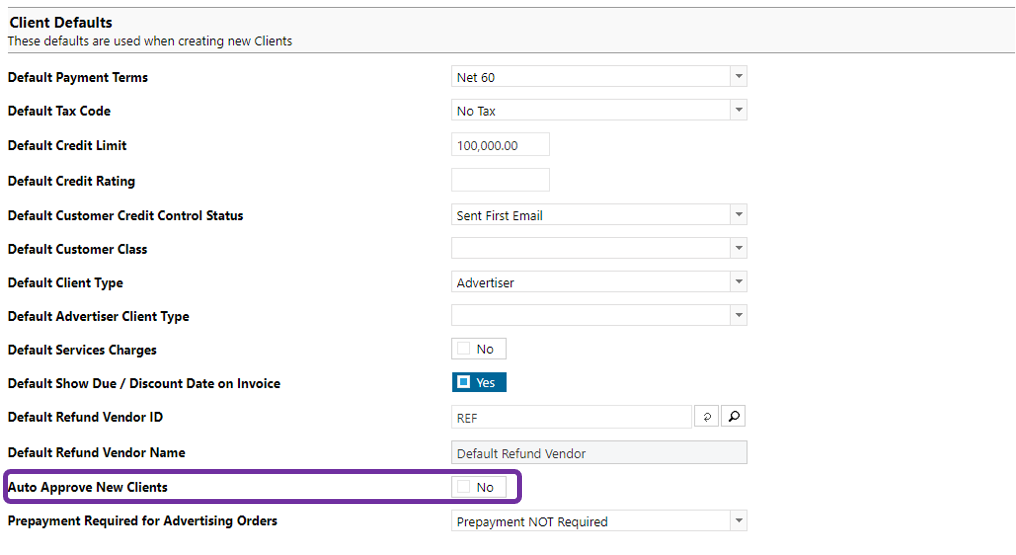 Client Defaults
These defaults are used when creating new Clients
Default Payment Terms Net 60
Default Tax Code No Tax
Default Credit Limit 100,000.00
Default Credit Rating
Default Customer Credit Control Status Sent First Email
Default Customer Class
Default Client Type Advertiser
Default Advertiser Client Type
Default Services Charges No
Default Show Due / Discount Date on Invoice Yes
Default Refund Vendor ID REF
Default Refund Vendor Name Default Refund Vendor
Auto Approve New Clients No
Prepayment Required for Advertising Orders Prepayment NOT Required